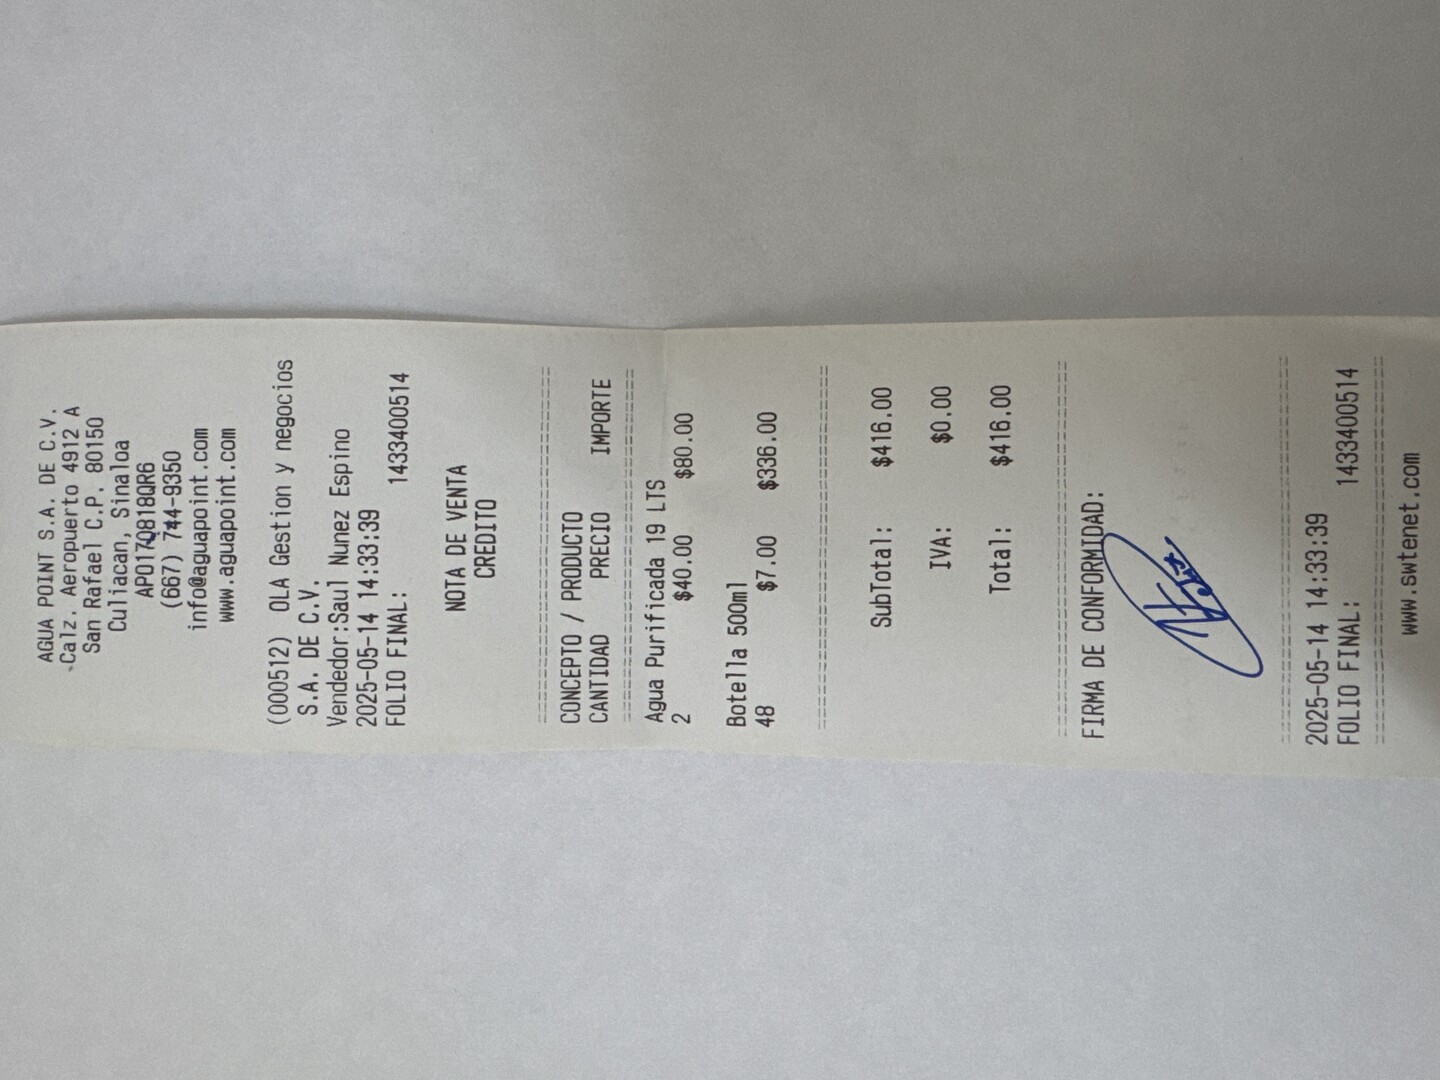 AGUA POINT S.A. DE C.V.
Calz. Aeropuerto 4912 A
San Rafael C.P. 80150
Culiacan, Sinaloa
APO170818QR6
(667) 744-9350
info@aguapoint.com
www.aguapoint.com
(000512) OLA Gestion y negocios
S.A. DE C.V.
Vendedor:Saul Nunez Espino
2025-05-14 14:33:39
FOLIO FINAL: 1433400514
NOTA DE VENTA
CREDITO
CONCEPTO / PRODUCTO
CANTIDAD PRECIO IMPORTE
Agua Purificada 19 LTS
2 $40.00 $80.00
Botella 500ml
48 $7.00 $336.00
SubTotal: $416.00
IVA: $0.00
Total: $416.00
FIRMA DE CONFORMIDAD:
2025-05-14 14:33:39
FOLIO FINAL: 1433400514
www.swtenet.com